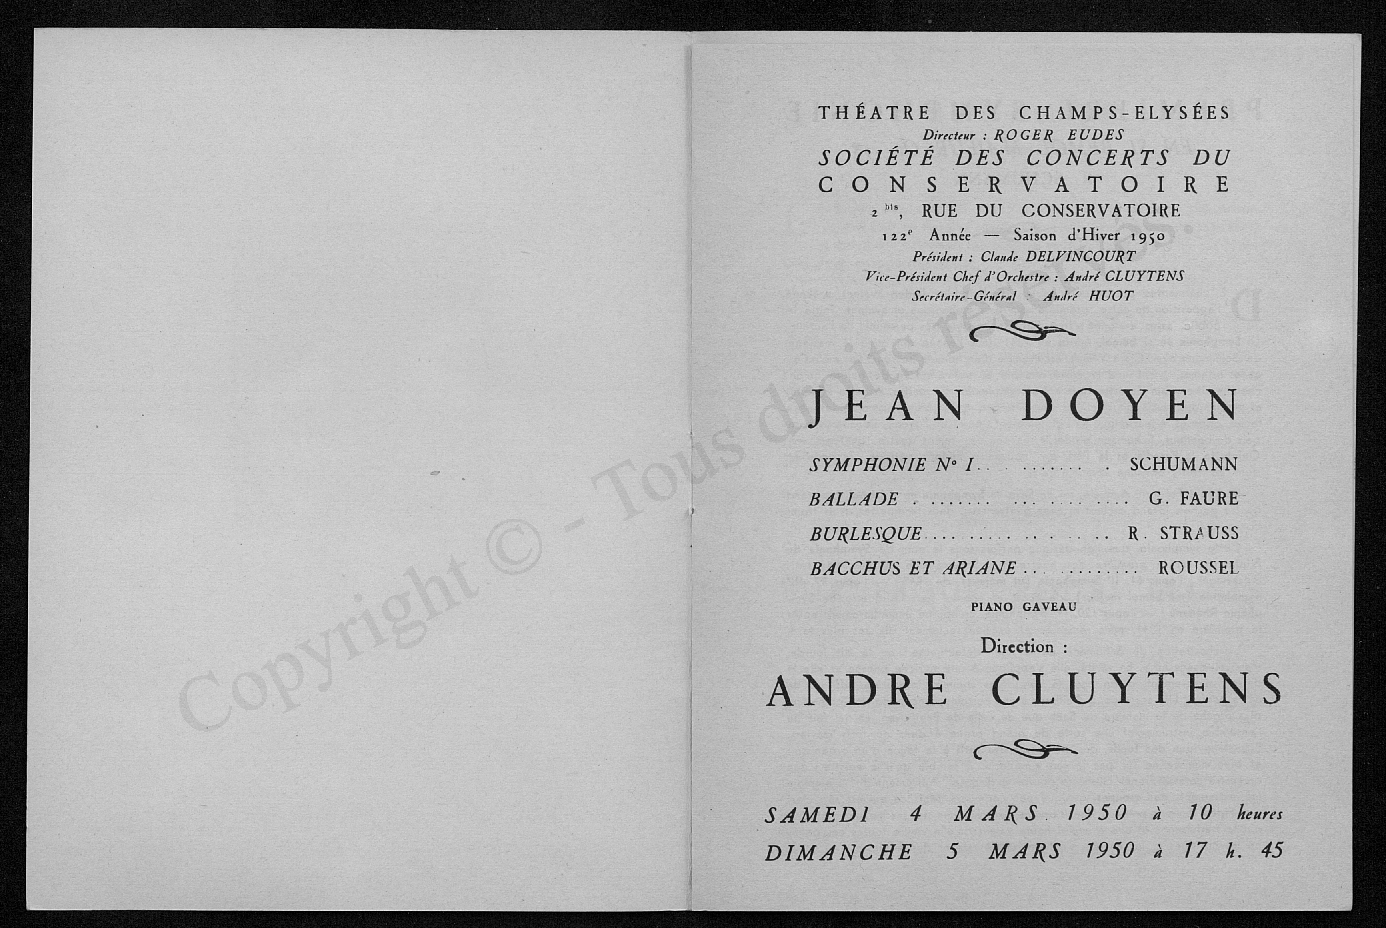 THÉATRE DES CHAMPS-ELYSÉES
Directeur : ROGER EUDES
SOCIÉTÉ DES CONCERTS DU
CONSERVATOIRE
2 bis, RUE DU CONSERVATOIRE
122e Année — Saison d'Hiver 1950
Président : Claude DELVINCOURT
Vice-Président Chef d'Orchestre : André CLUYTENS
Secrétaire-Général : André HUOT
JEAN DOYEN
SYMPHONIE No I . . . . . . . . . . . SCHUMANN
BALLADE . . . . . . . . . . . . . . . . . . G. FAURE
BURLESQUE . . . . . . . . . . . . . . . R. STRAUSS
BACCHUS ET ARIANE . . . . . . . . . . . ROUSSEL
PIANO GAVEAU
Direction :
ANDRE CLUYTENS
SAMEDI 4 MARS 1950 à 10 heures
DIMANCHE 5 MARS 1950 à 17 h. 45
Copyright © - Tous droits réservés.